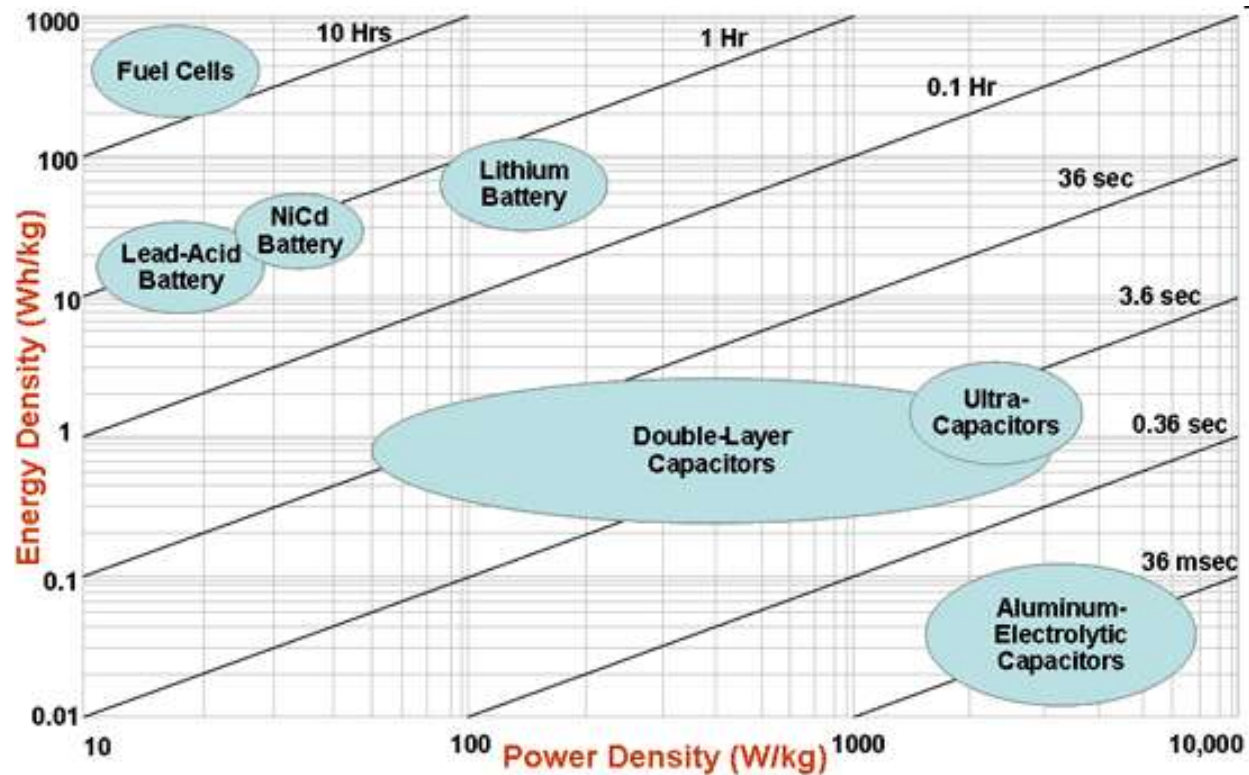 1000
10 Hrs
1 Hr
Fuel Cells
0.1 Hr
100
Lithium
Battery
36 sec
NiCd
Battery
Lead-Acid
Battery
10
3.6 sec
Ultra-
Capacitors
0.36 sec
1
Double-Layer
Capacitors
0.1
36 msec
Aluminum-
Electrolytic
Capacitors
0.01
Energy Density (Wh/kg)
10
100
1000
10,000
Power Density (W/kg)